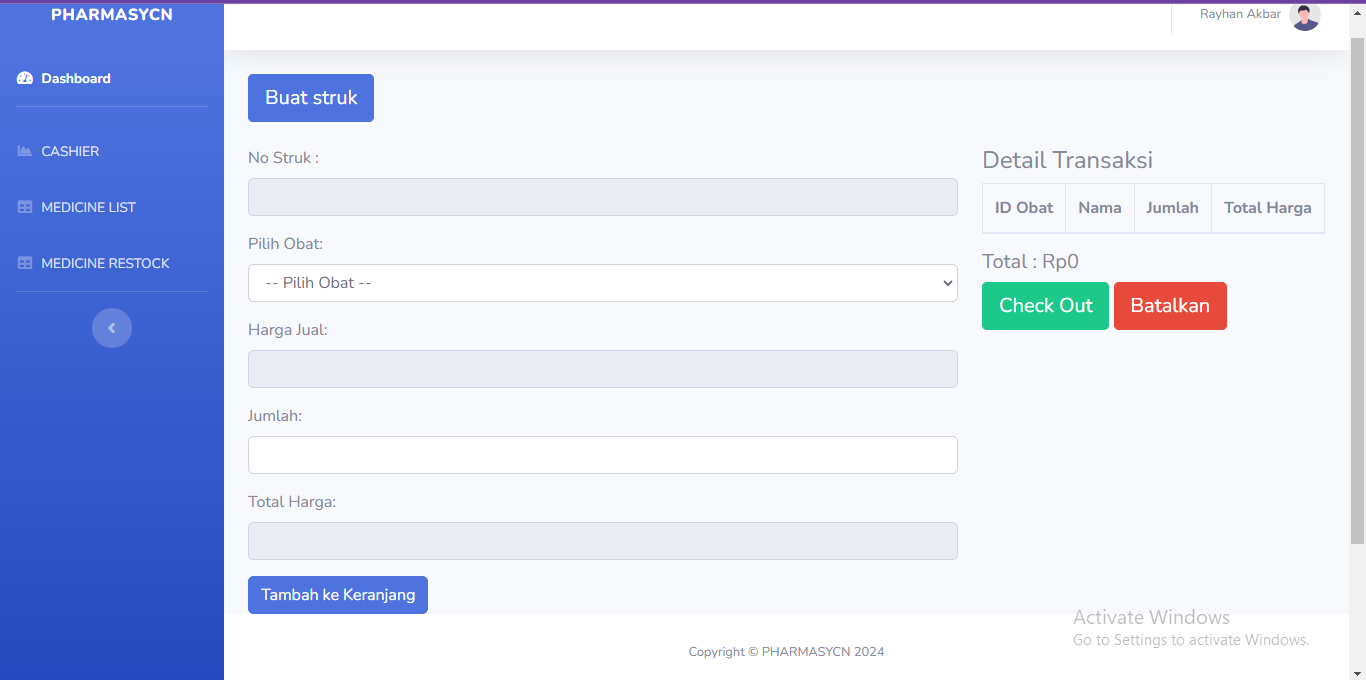 PHARMASYCN
Rayhan Akbar
Dashboard
CASHIER
MEDICINE LIST
MEDICINE RESTOCK
Buat struk
No Struk :
Pilih Obat:
-- Pilih Obat --
Harga Jual:
Jumlah:
Total Harga:
Tambah ke Keranjang
Detail Transaksi
ID Obat Nama Jumlah Total Harga
Total : Rp0
Check Out Batalkan
Activate Windows
Go to Settings to activate Windows.
Copyright © PHARMASYCN 2024